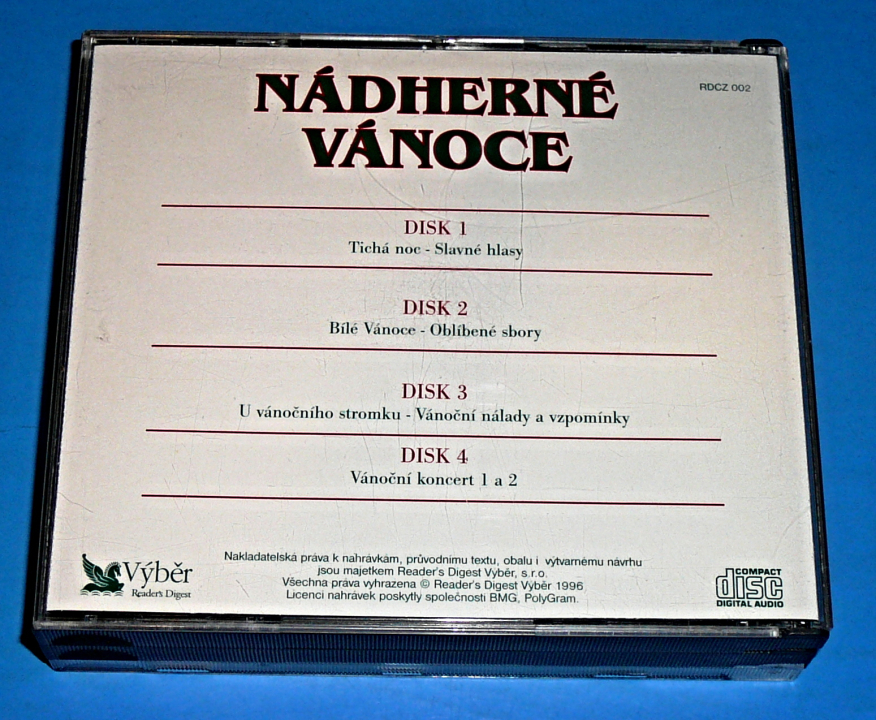 NÁDHERNÉ
VÁNOCE
RDCZ 002
DISK 1
Tichá noc - Slavné hlasy
DISK 2
Bílé Vánoce - Oblíbené sbory
DISK 3
U vánočního stromku - Vánoční nálady a vzpomínky
DISK 4
Vánoční koncert 1 a 2
Výběr
Reader's Digest
Nakladatelská práva k nahrávkám, průvodnímu textu, obalu i výtvarnému návrhu
jsou majetkem Reader's Digest Výběr, s.r.o.
Všechna práva vyhrazena © Reader's Digest Výběr 1996
Licenci nahrávek poskytly společnosti BMG, PolyGram.
COMPACT
disc
DIGITAL AUDIO